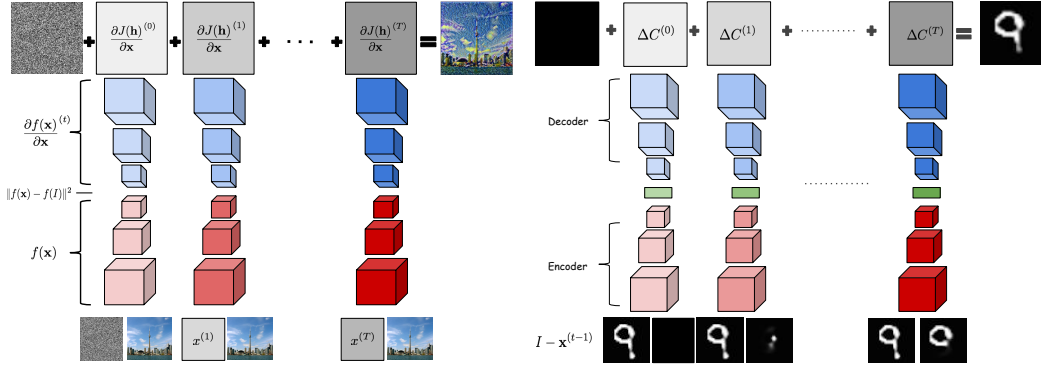 + ∂J(h)^(0)/∂x + ∂J(h)^(1)/∂x + · · · + ∂J(h)^(T)/∂x =
∂f(x)^(t)/∂x
‖f(x) − f(I)‖²
f(x)
x^(1)
x^(T)
+ ΔC^(0) + ΔC^(1) + ·············· + ΔC^(T) =
Decoder
··············
Encoder
I − x^(t−1)